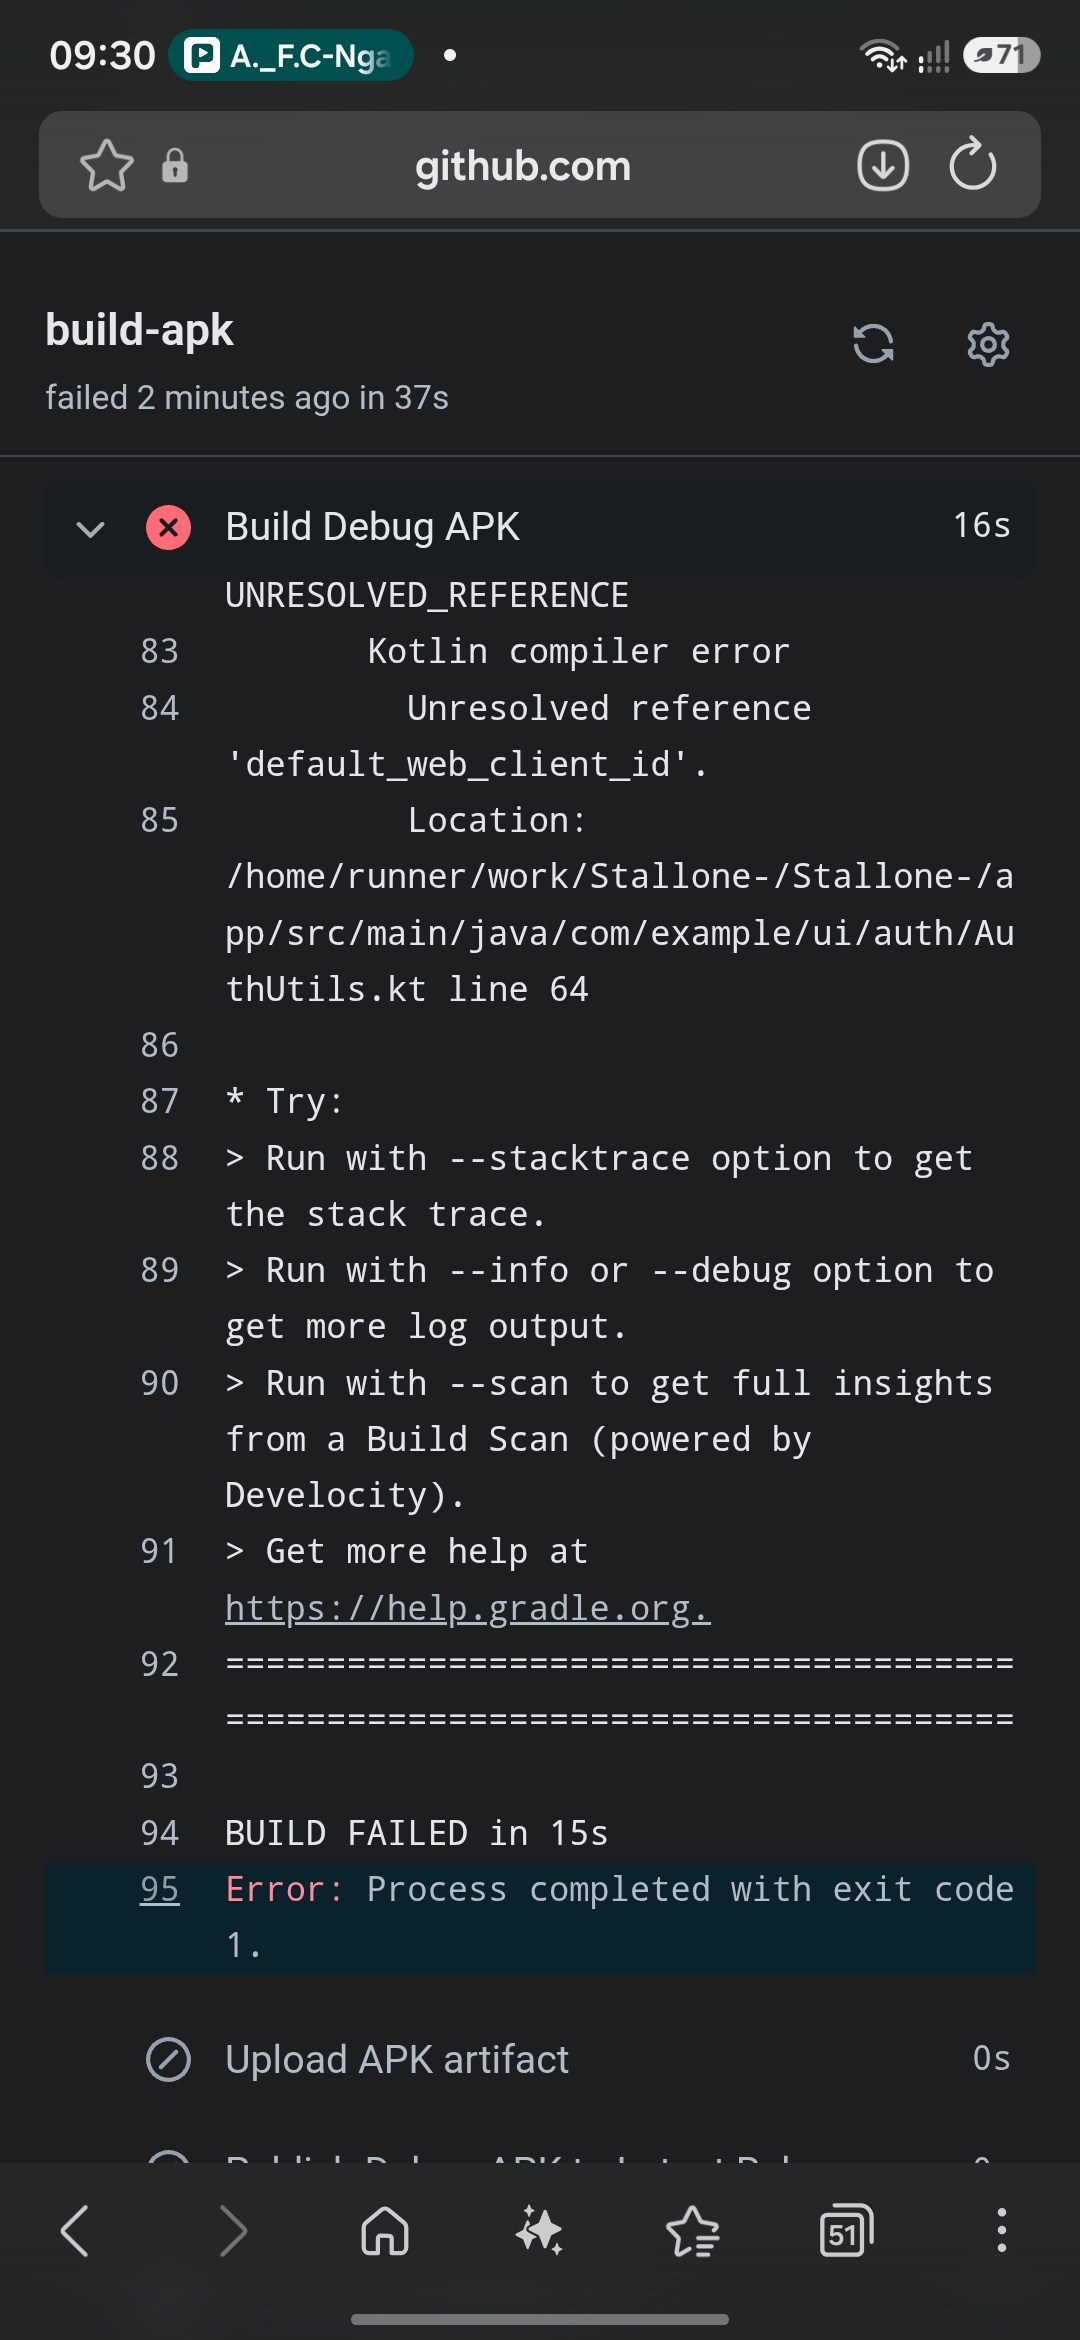 09:30
A._F.C-Nga
71
github.com
build-apk
failed 2 minutes ago in 37s
Build Debug APK 16s
UNRESOLVED_REFERENCE
83 Kotlin compiler error
84 Unresolved reference
'default_web_client_id'.
85 Location:
/home/runner/work/Stallone-/Stallone-/a
pp/src/main/java/com/example/ui/auth/Au
thUtils.kt line 64
86
87 * Try:
88 > Run with --stacktrace option to get
the stack trace.
89 > Run with --info or --debug option to
get more log output.
90 > Run with --scan to get full insights
from a Build Scan (powered by
Develocity).
91 > Get more help at
https://help.gradle.org.
92 =======================================
=======================================
93
94 BUILD FAILED in 15s
95 Error: Process completed with exit code
1.
Upload APK artifact 0s
51